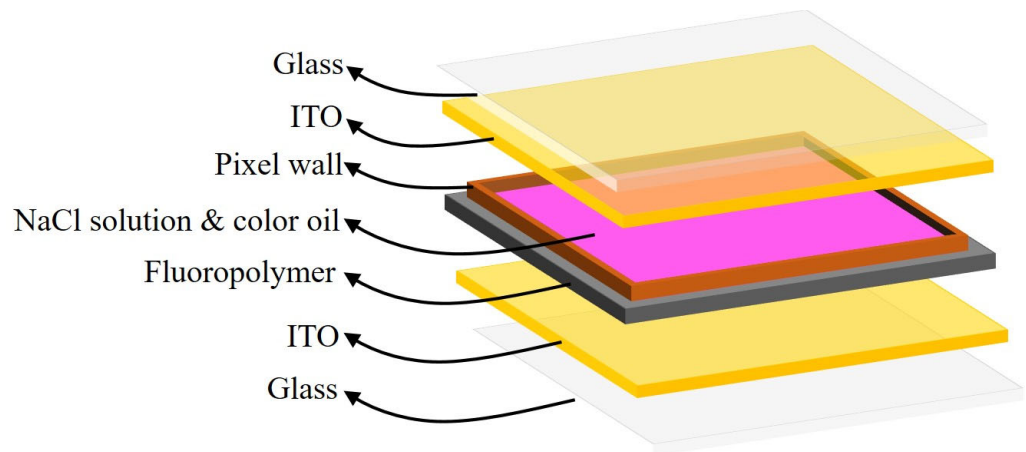 Glass
ITO
Pixel wall
NaCl solution & color oil
Fluoropolymer
ITO
Glass